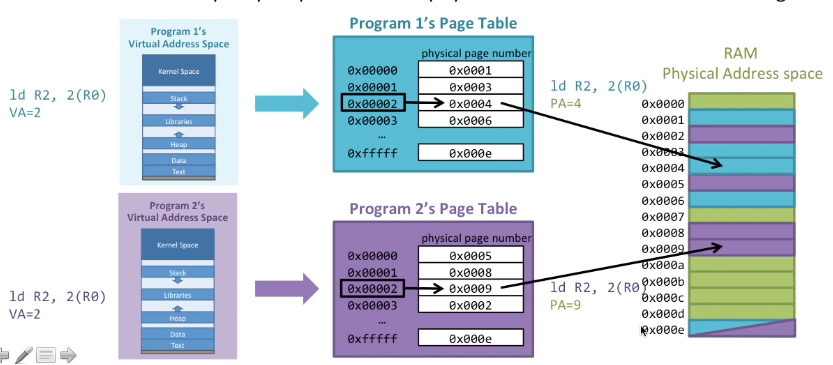 Program 1's
Virtual Address Space
Kernel Space
Stack
Libraries
Heap
Data
Text
ld R2, 2(R0)
VA=2
Program 1's Page Table
physical page number
0x00000 0x0001
0x00001 0x0003
0x00002 0x0004
0x00003 0x0006
…
0xfffff 0x000e
ld R2, 2(R0)
PA=4
Program 2's
Virtual Address Space
Kernel Space
Stack
Libraries
Heap
Data
Text
ld R2, 2(R0)
VA=2
Program 2's Page Table
physical page number
0x00000 0x0005
0x00001 0x0008
0x00002 0x0009
0x00003 0x0002
…
0xfffff 0x000e
ld R2, 2(R0)
PA=9
RAM
Physical Address space
0x0000
0x0001
0x0002
0x0003
0x0004
0x0005
0x0006
0x0007
0x0008
0x0009
0x000a
0x000b
0x000c
0x000d
0x000e